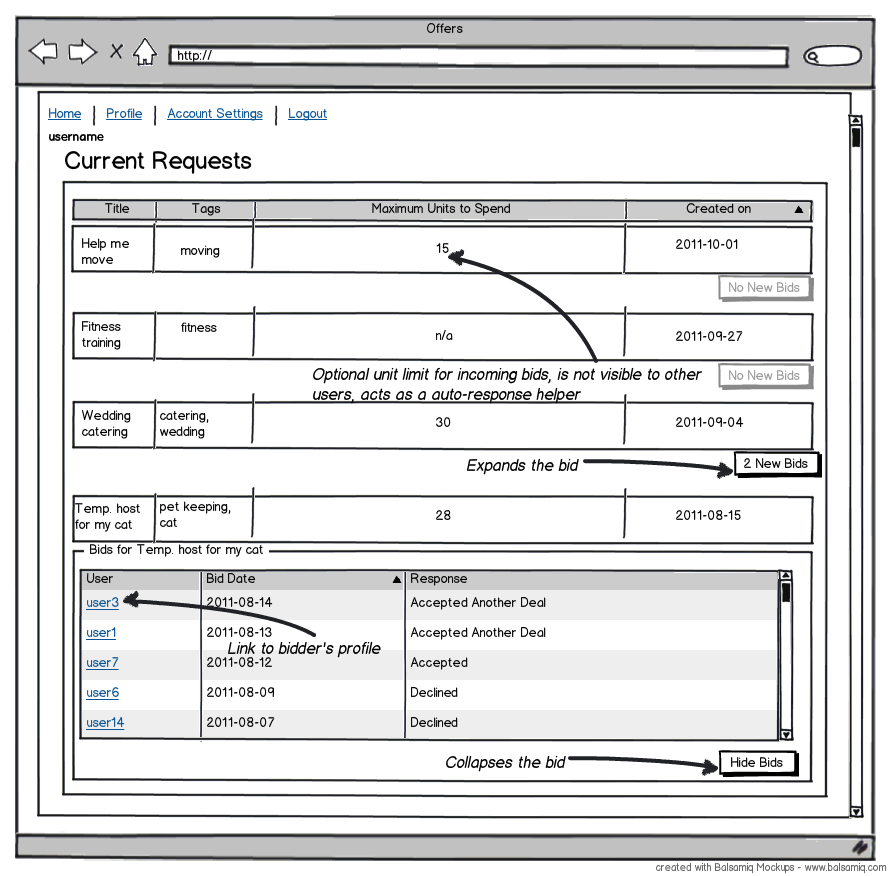 Offers
http://
Home Profile Account Settings Logout
username
Current Requests
Title Tags Maximum Units to Spend Created on
Help me move moving 15 2011-10-01
No New Bids
Fitness training fitness n/a 2011-09-27
Optional unit limit for incoming bids, is not visible to other
users, acts as a auto-response helper
No New Bids
Wedding catering catering, wedding 30 2011-09-04
Expands the bid
2 New Bids
Temp. host for my cat pet keeping, cat 28 2011-08-15
Bids for Temp. host for my cat
User Bid Date Response
user3 2011-08-14 Accepted Another Deal
user1 2011-08-13 Accepted Another Deal
Link to bidder's profile
user7 2011-08-12 Accepted
user6 2011-08-09 Declined
user14 2011-08-07 Declined
Collapses the bid
Hide Bids
created with Balsamiq Mockups - www.balsamiq.com